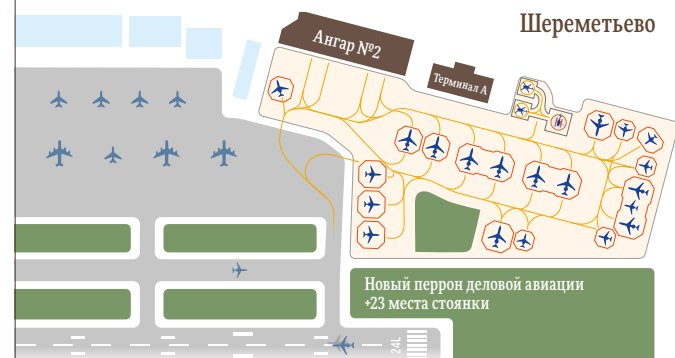 Шереметьево
Ангар №2
Терминал А
Новый перрон деловой авиации
+23 места стоянки
24L